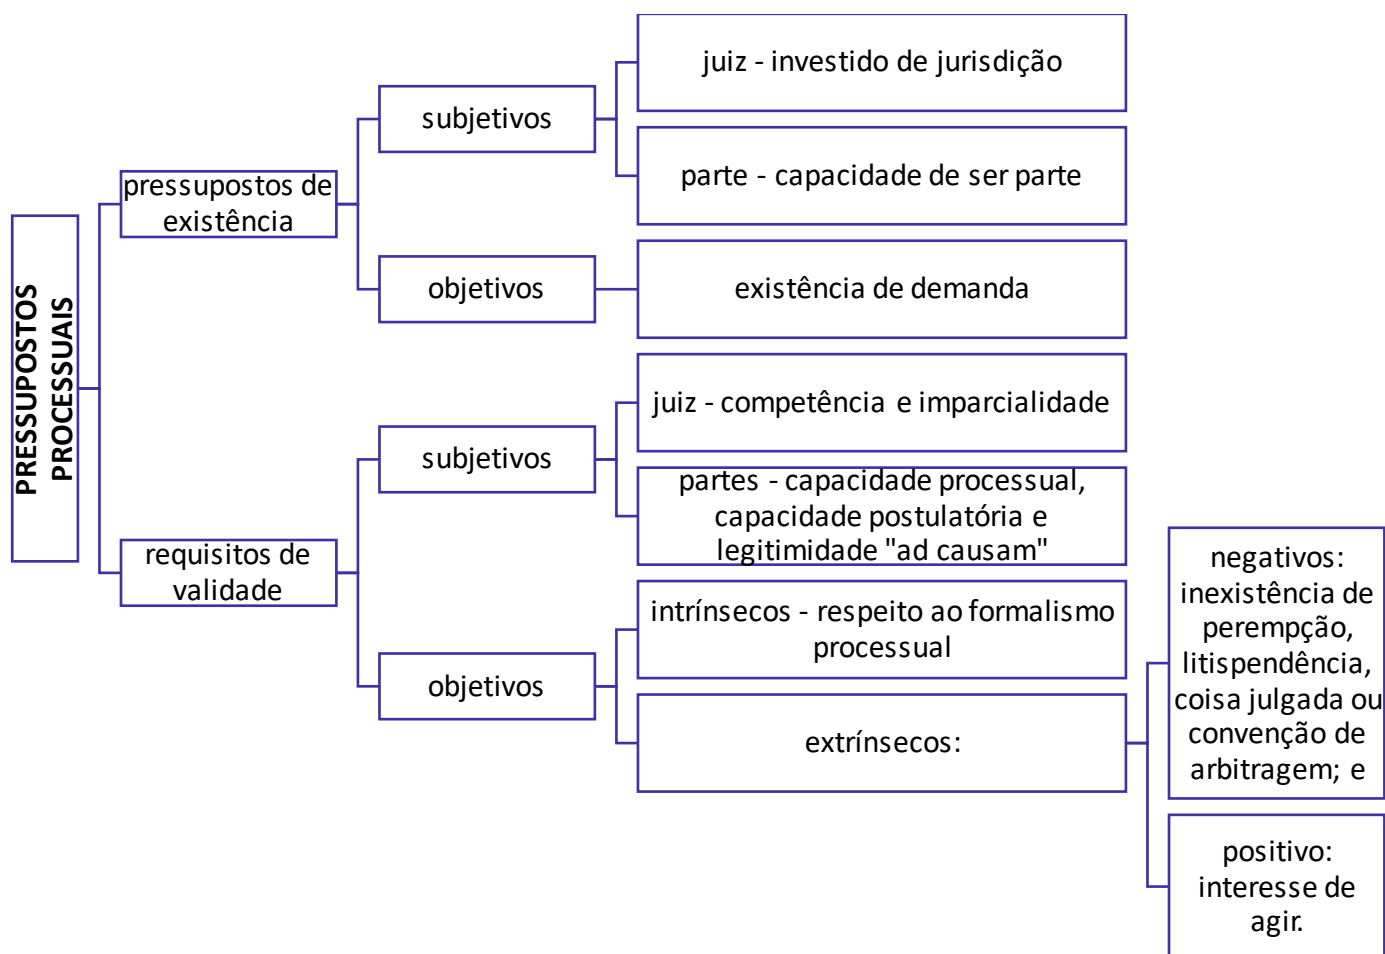 PRESSUPOSTOS
PROCESSUAIS
pressupostos de
existência
subjetivos
juiz - investido de jurisdição
parte - capacidade de ser parte
objetivos
existência de demanda
requisitos de
validade
subjetivos
juiz - competência e imparcialidade
partes - capacidade processual,
capacidade postulatória e
legitimidade "ad causam"
objetivos
intrínsecos - respeito ao formalismo
processual
extrínsecos:
negativos:
inexistência de
perempção,
litispendência,
coisa julgada ou
convenção de
arbitragem; e
positivo:
interesse de
agir.